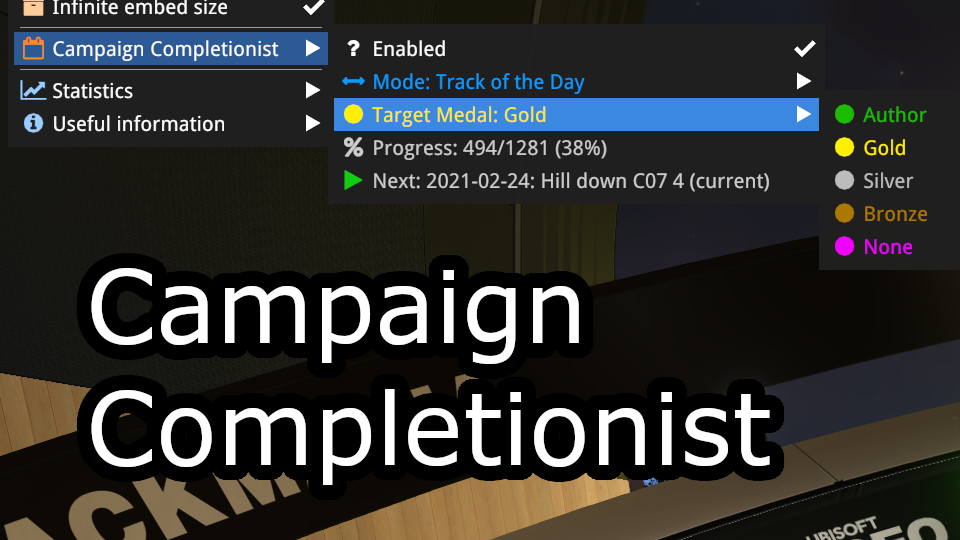 Infinite embed size
Campaign Completionist
Statistics
Useful information
Enabled
Mode: Track of the Day
Target Medal: Gold
Progress: 494/1281 (38%)
Next: 2021-02-24: Hill down C07 4 (current)
Author
Gold
Silver
Bronze
None
Campaign
Completionist
UBISOFT